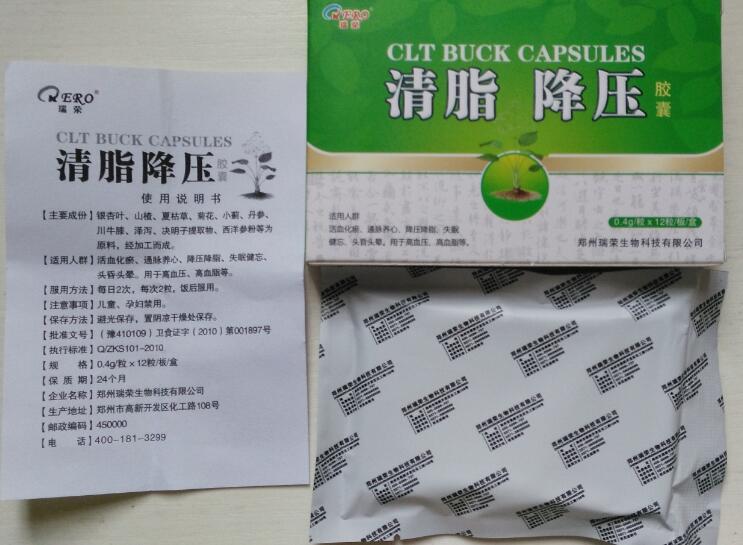 RERO®
瑞荣
CLT BUCK CAPSULES
清脂降压胶囊
使用说明书
【主要成份】银杏叶、山楂、夏枯草、菊花、小蓟、丹参、
川牛膝、泽泻、决明子提取物、西洋参粉等为
原料，经加工而成。
【适用人群】活血化瘀、通脉养心、降压降脂、失眠健忘、
头昏头晕。用于高血压、高血脂等。
【服用方法】每日2次，每次2粒，饭后服用。
【注意事项】儿童、孕妇禁用。
【保存方法】避光保存，置阴凉干燥处保存。
【批准文号】（豫410109）卫食证字（2010）第001897号
【执行标准】Q/ZKS101-2010
【规 格】0.4g/粒×12粒/板/盒
【保 质 期】24个月
【企业名称】郑州瑞荣生物科技有限公司
【生产地址】郑州市高新开发区化工路108号
【邮政编码】450000
【电 话】400-181-3299
RERO®
瑞荣
CLT BUCK CAPSULES
清脂 降压胶囊
适用人群
活血化瘀、通脉养心、降压降脂、失眠
健忘、头昏头晕。用于高血压、高血脂等。
0.4g/粒×12粒/板/盒
郑州瑞荣生物科技有限公司
郑州瑞荣生物科技有限公司